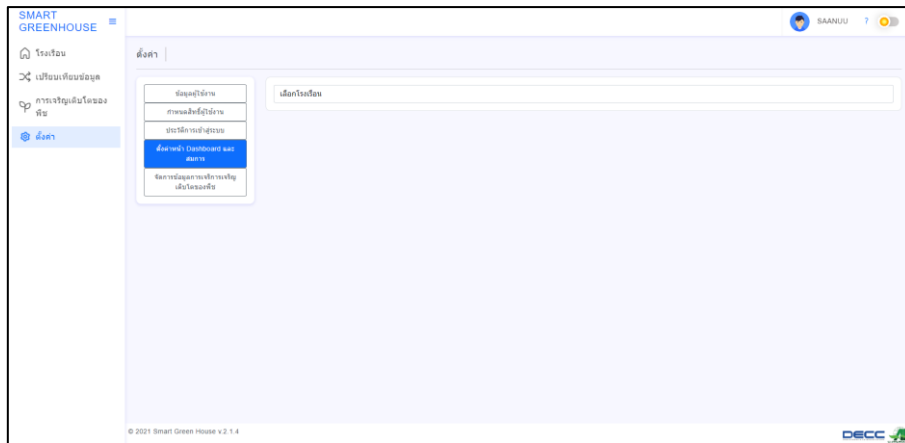 SMART
GREENHOUSE
SAANUU 7
โรงเรือน
เปรียบเทียบข้อมูล
การเจริญเติบโตของ
พืช
ตั้งค่า
ตั้งค่า
ข้อมูลผู้ใช้งาน
กำหนดสิทธิ์ผู้ใช้งาน
ประวัติการเข้าสู่ระบบ
ตั้งค่าหน้า Dashboard และ
สมการ
จัดการข้อมูลการเจริการเจริญ
เติบโตของพืช
เลือกโรงเรือน
© 2021 Smart Green House v.2.1.4
DECC